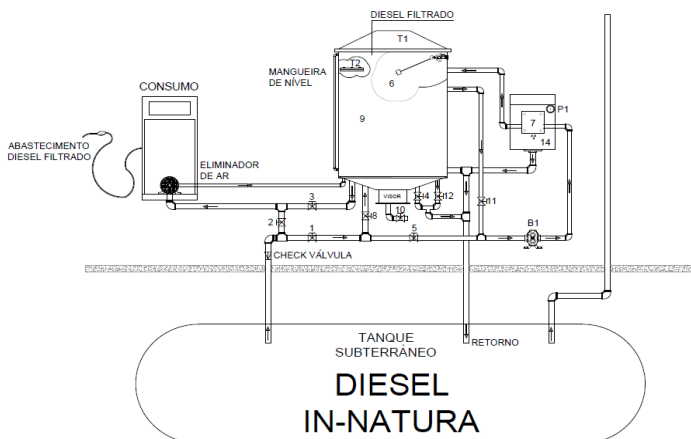 DIESEL FILTRADO
T1
T2
MANGUEIRA
DE NÍVEL
6
CONSUMO
P1
7
14
9
ABASTECIMENTO
DIESEL FILTRADO
ELIMINADOR
DE AR
VISOR
4
12
11
3
10
8
2
1
5
B1
CHECK VÁLVULA
TANQUE
SUBTERRÁNEO
RETORNO
DIESEL
IN-NATURA